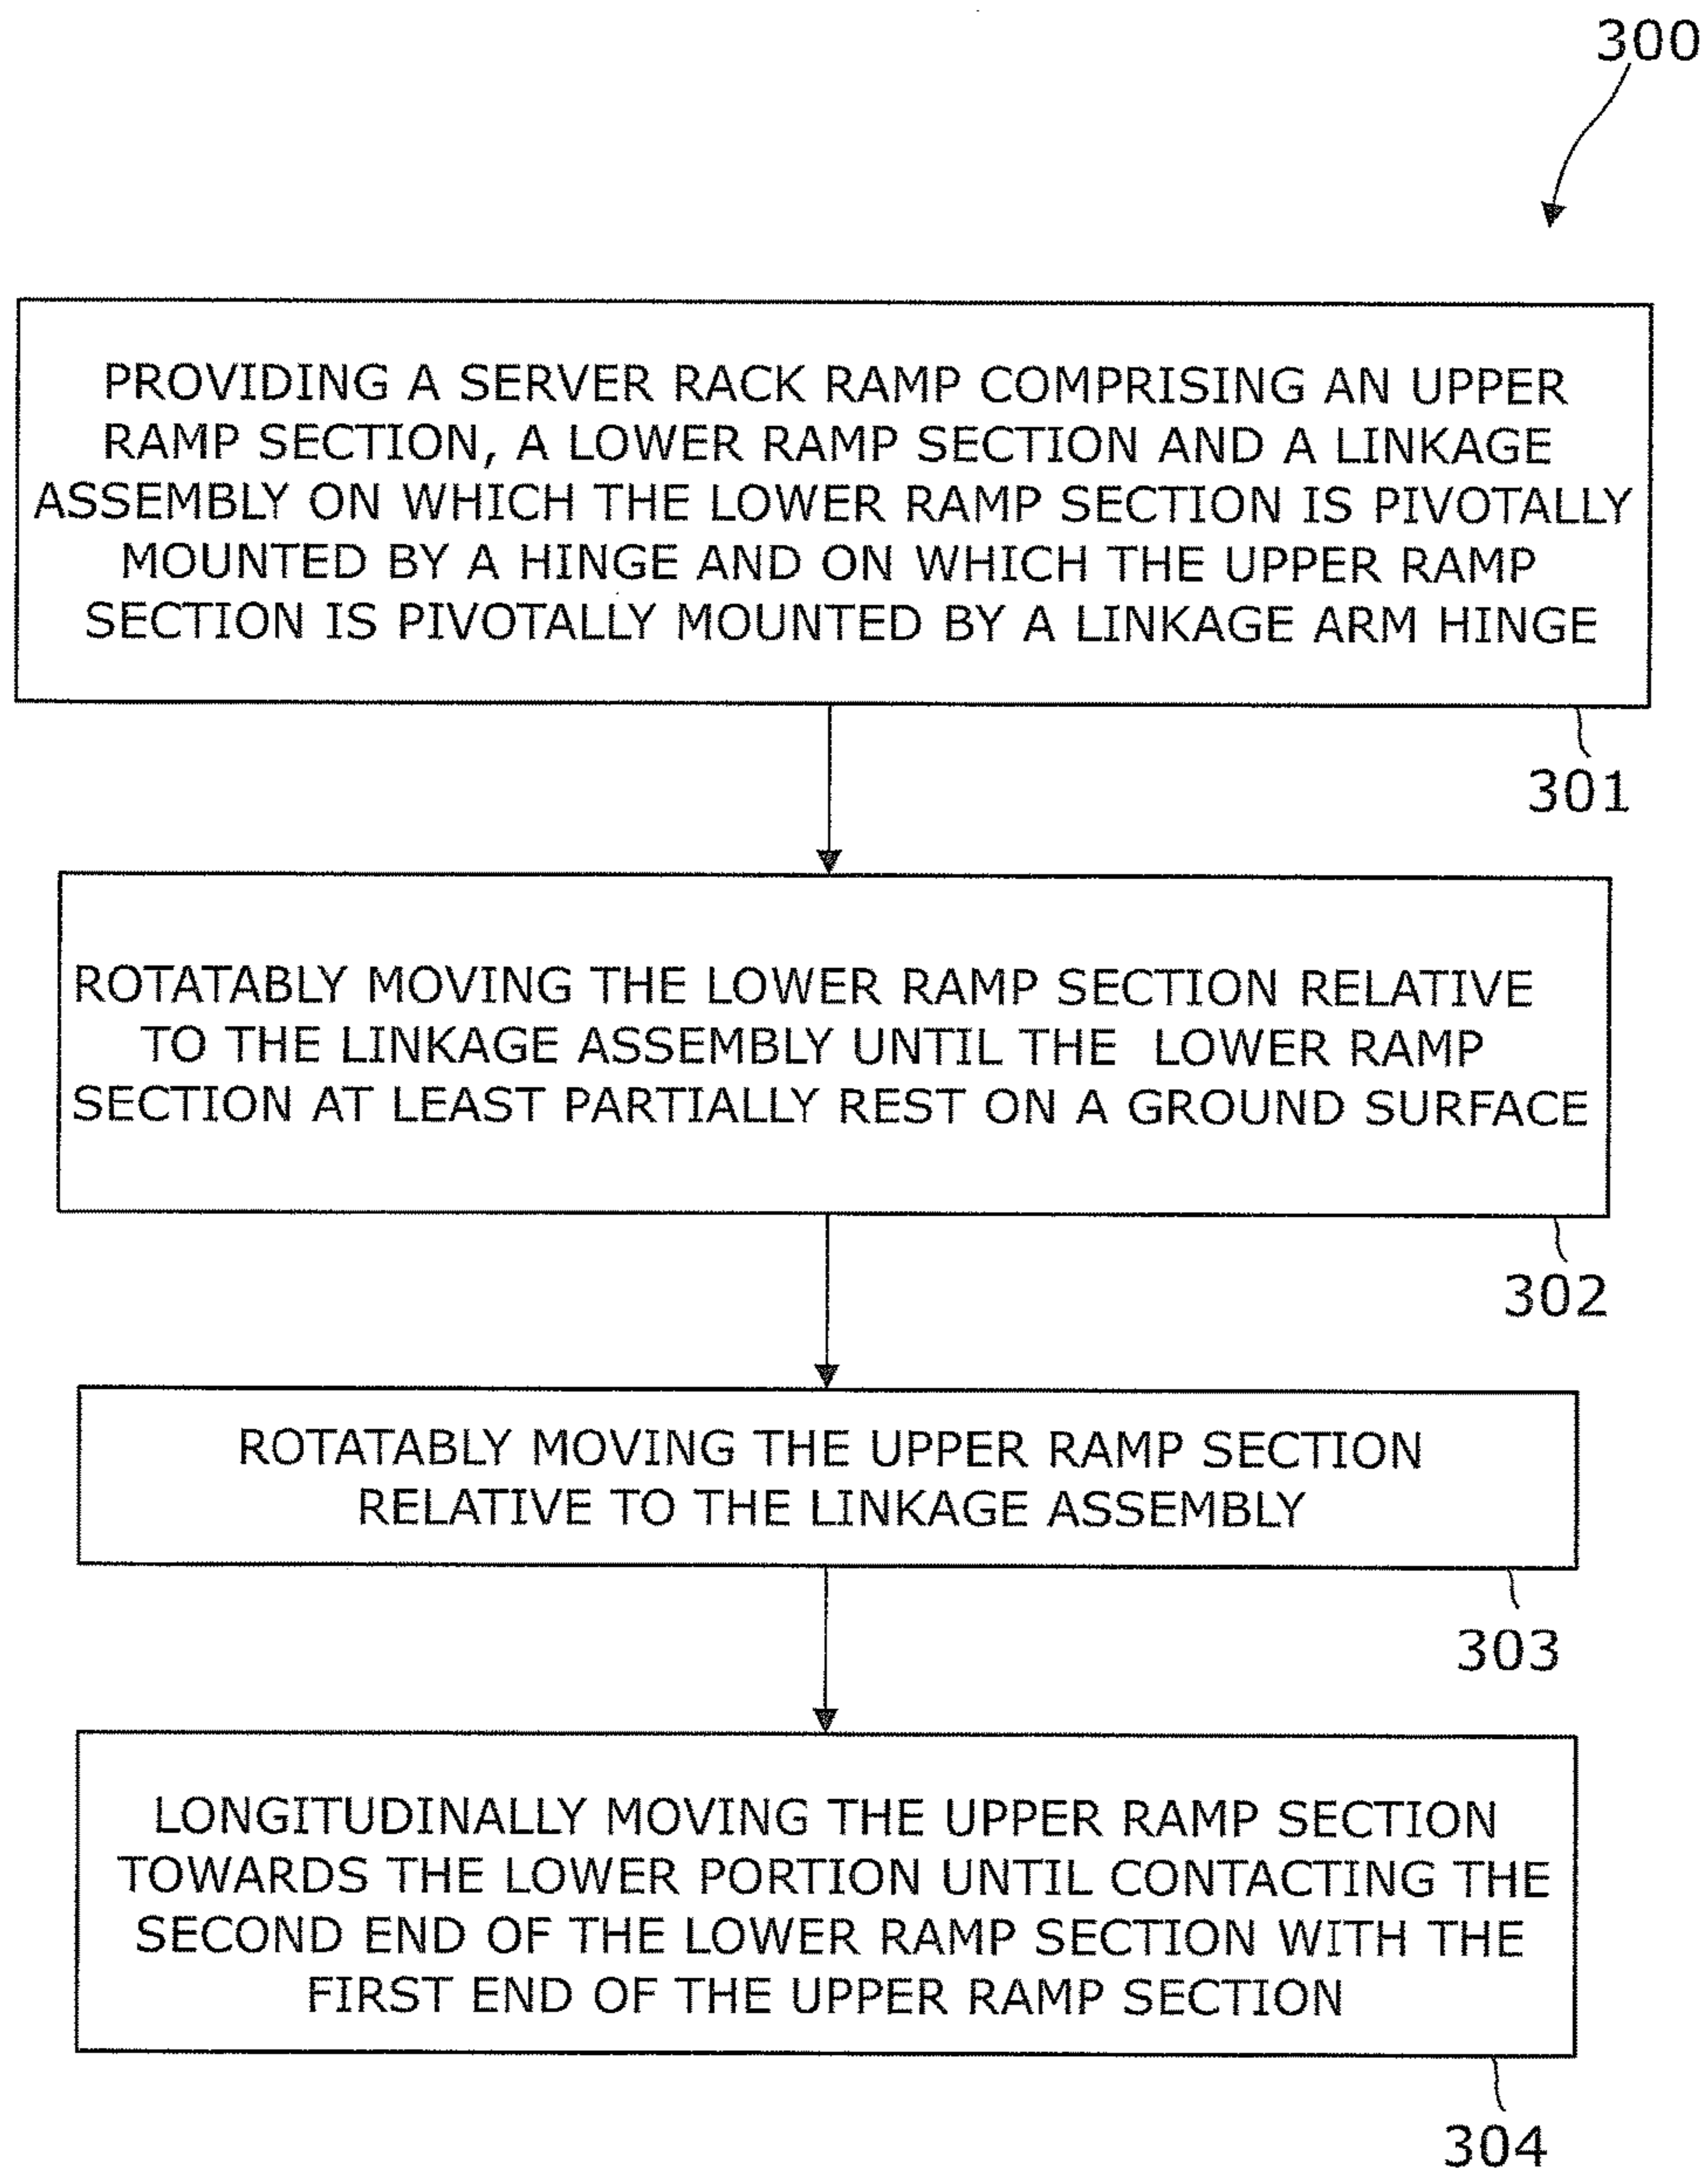 300
PROVIDING A SERVER RACK RAMP COMPRISING AN UPPER
RAMP SECTION, A LOWER RAMP SECTION AND A LINKAGE
ASSEMBLY ON WHICH THE LOWER RAMP SECTION IS PIVOTALLY
MOUNTED BY A HINGE AND ON WHICH THE UPPER RAMP
SECTION IS PIVOTALLY MOUNTED BY A LINKAGE ARM HINGE
301
ROTATABLY MOVING THE LOWER RAMP SECTION RELATIVE
TO THE LINKAGE ASSEMBLY UNTIL THE LOWER RAMP
SECTION AT LEAST PARTIALLY REST ON A GROUND SURFACE
302
ROTATABLY MOVING THE UPPER RAMP SECTION
RELATIVE TO THE LINKAGE ASSEMBLY
303
LONGITUDINALLY MOVING THE UPPER RAMP SECTION
TOWARDS THE LOWER PORTION UNTIL CONTACTING THE
SECOND END OF THE LOWER RAMP SECTION WITH THE
FIRST END OF THE UPPER RAMP SECTION
304